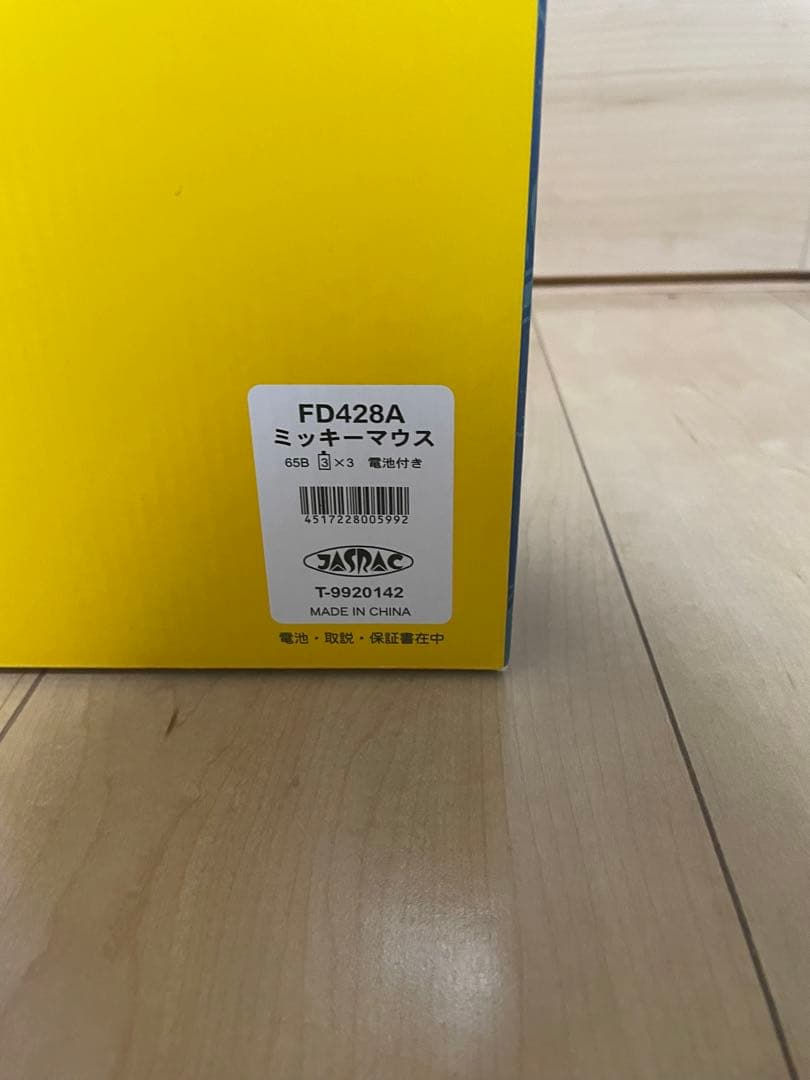 FD428A
ミッキーマウス
65B 3×3 電池付き
4517228005992
JASRAC
T-9920142
MADE IN CHINA
電池・取説・保証書在中